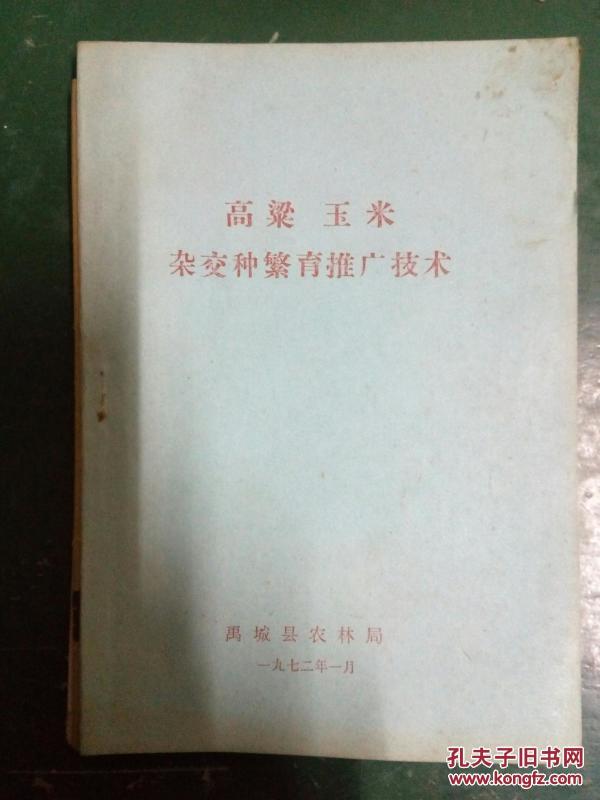 高粱 玉米
杂交种繁育推广技术
禹城县农林局
一九七二年一月
孔夫子旧书网
www.kongfz.com